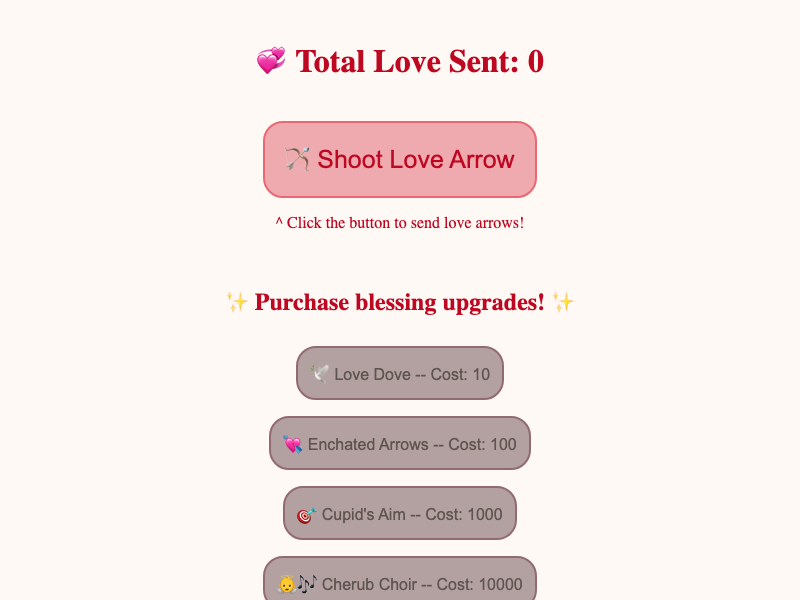 💞 Total Love Sent: 0
🏹 Shoot Love Arrow
^ Click the button to send love arrows!
✨ Purchase blessing upgrades! ✨
🕊️ Love Dove -- Cost: 10
💘 Enchated Arrows -- Cost: 100
🎯 Cupid's Aim -- Cost: 1000
👼🎶 Cherub Choir -- Cost: 10000